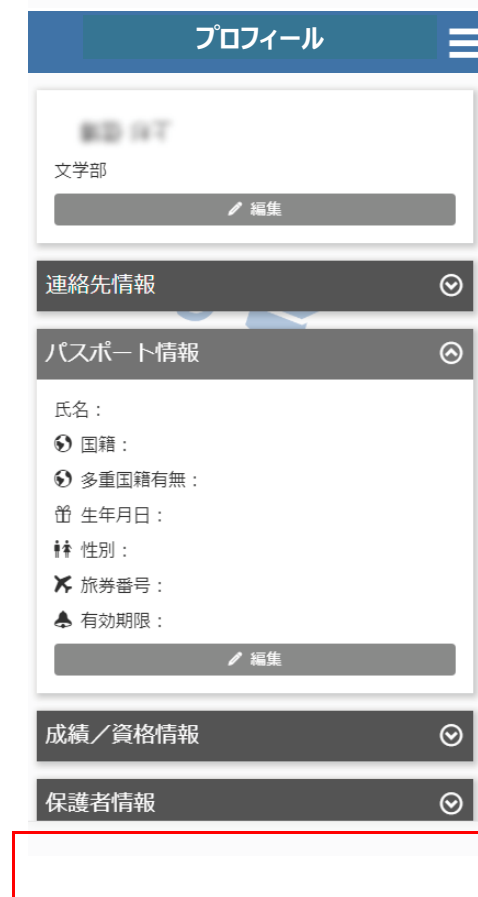 プロフィール
文学部
編集
連絡先情報
パスポート情報
氏名：
国籍：
多重国籍有無：
生年月日：
性別：
旅券番号：
有効期限：
編集
成績／資格情報
保護者情報